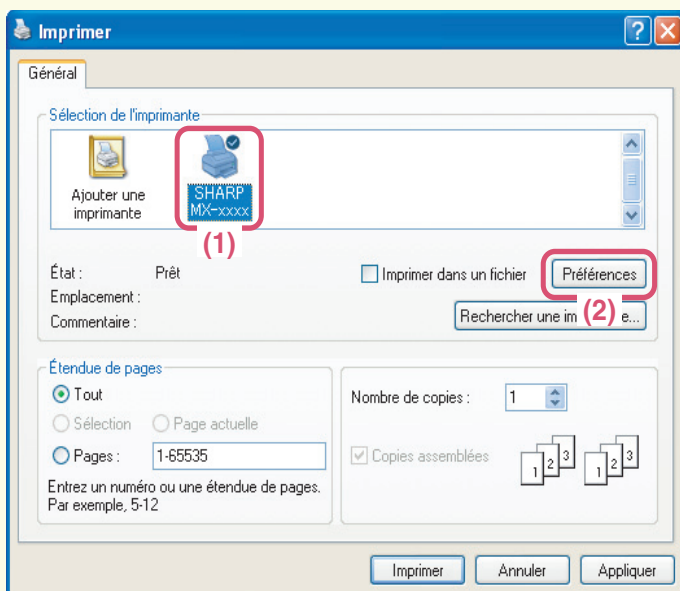 Imprimer
Général
Sélection de l'imprimante
Ajouter une
imprimante
SHARP
MX-xxxx
(1)
État : Prêt
Imprimer dans un fichier
Préférences
Emplacement :
Commentaire :
Rechercher une im
(2)
e...
Étendue de pages
Tout
Sélection Page actuelle
Pages : 1-65535
Entrez un numéro ou une étendue de pages.
Par exemple, 5-12
Nombre de copies : 1
Copies assemblées
1 2 3 1 2 3
Imprimer Annuler Appliquer